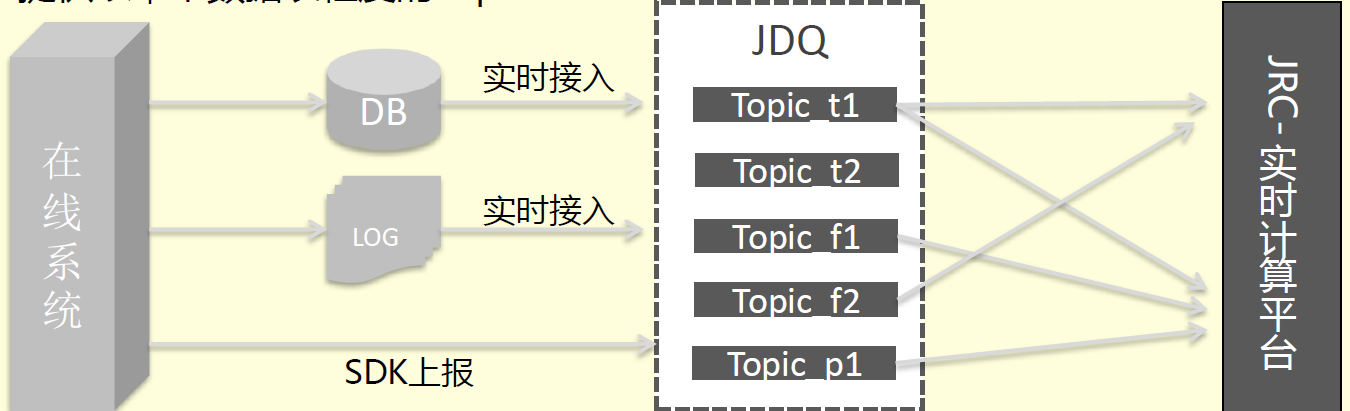 在线系统
DB
实时接入
LOG
实时接入
SDK上报
JDQ
Topic_t1
Topic_t2
Topic_f1
Topic_f2
Topic_p1
JRC-实时计算平台